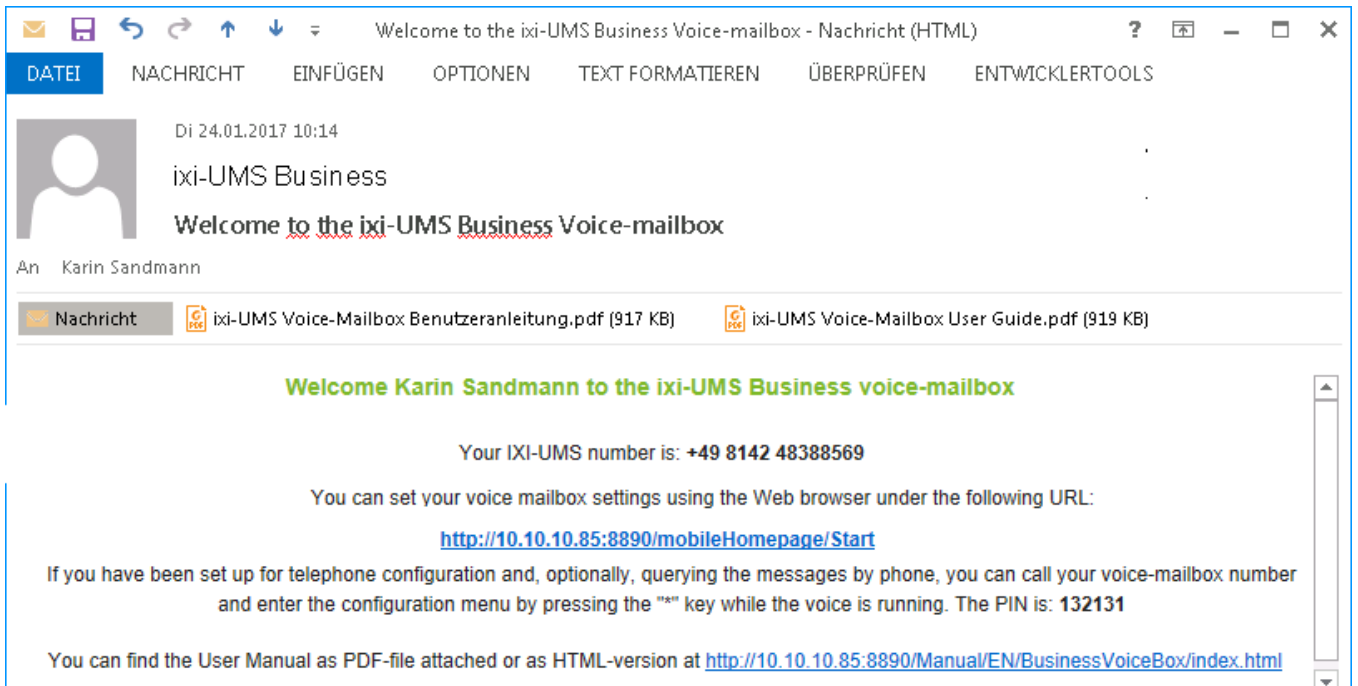 Welcome to the ixi-UMS Business Voice-mailbox - Nachricht (HTML)
DATEI NACHRICHT EINFÜGEN OPTIONEN TEXT FORMATIEREN ÜBERPRÜFEN ENTWICKLERTOOLS
Di 24.01.2017 10:14
ixi-UMS Business
Welcome to the ixi-UMS Business Voice-mailbox
An Karin Sandmann
Nachricht ixi-UMS Voice-Mailbox Benutzeranleitung.pdf (917 KB) ixi-UMS Voice-Mailbox User Guide.pdf (919 KB)
Welcome Karin Sandmann to the ixi-UMS Business voice-mailbox
Your IXI-UMS number is: +49 8142 48388569
You can set your voice mailbox settings using the Web browser under the following URL:
http://10.10.10.85:8890/mobileHomepage/Start
If you have been set up for telephone configuration and, optionally, querying the messages by phone, you can call your voice-mailbox number
and enter the configuration menu by pressing the "*" key while the voice is running. The PIN is: 132131
You can find the User Manual as PDF-file attached or as HTML-version at http://10.10.10.85:8890/Manual/EN/BusinessVoiceBox/index.html